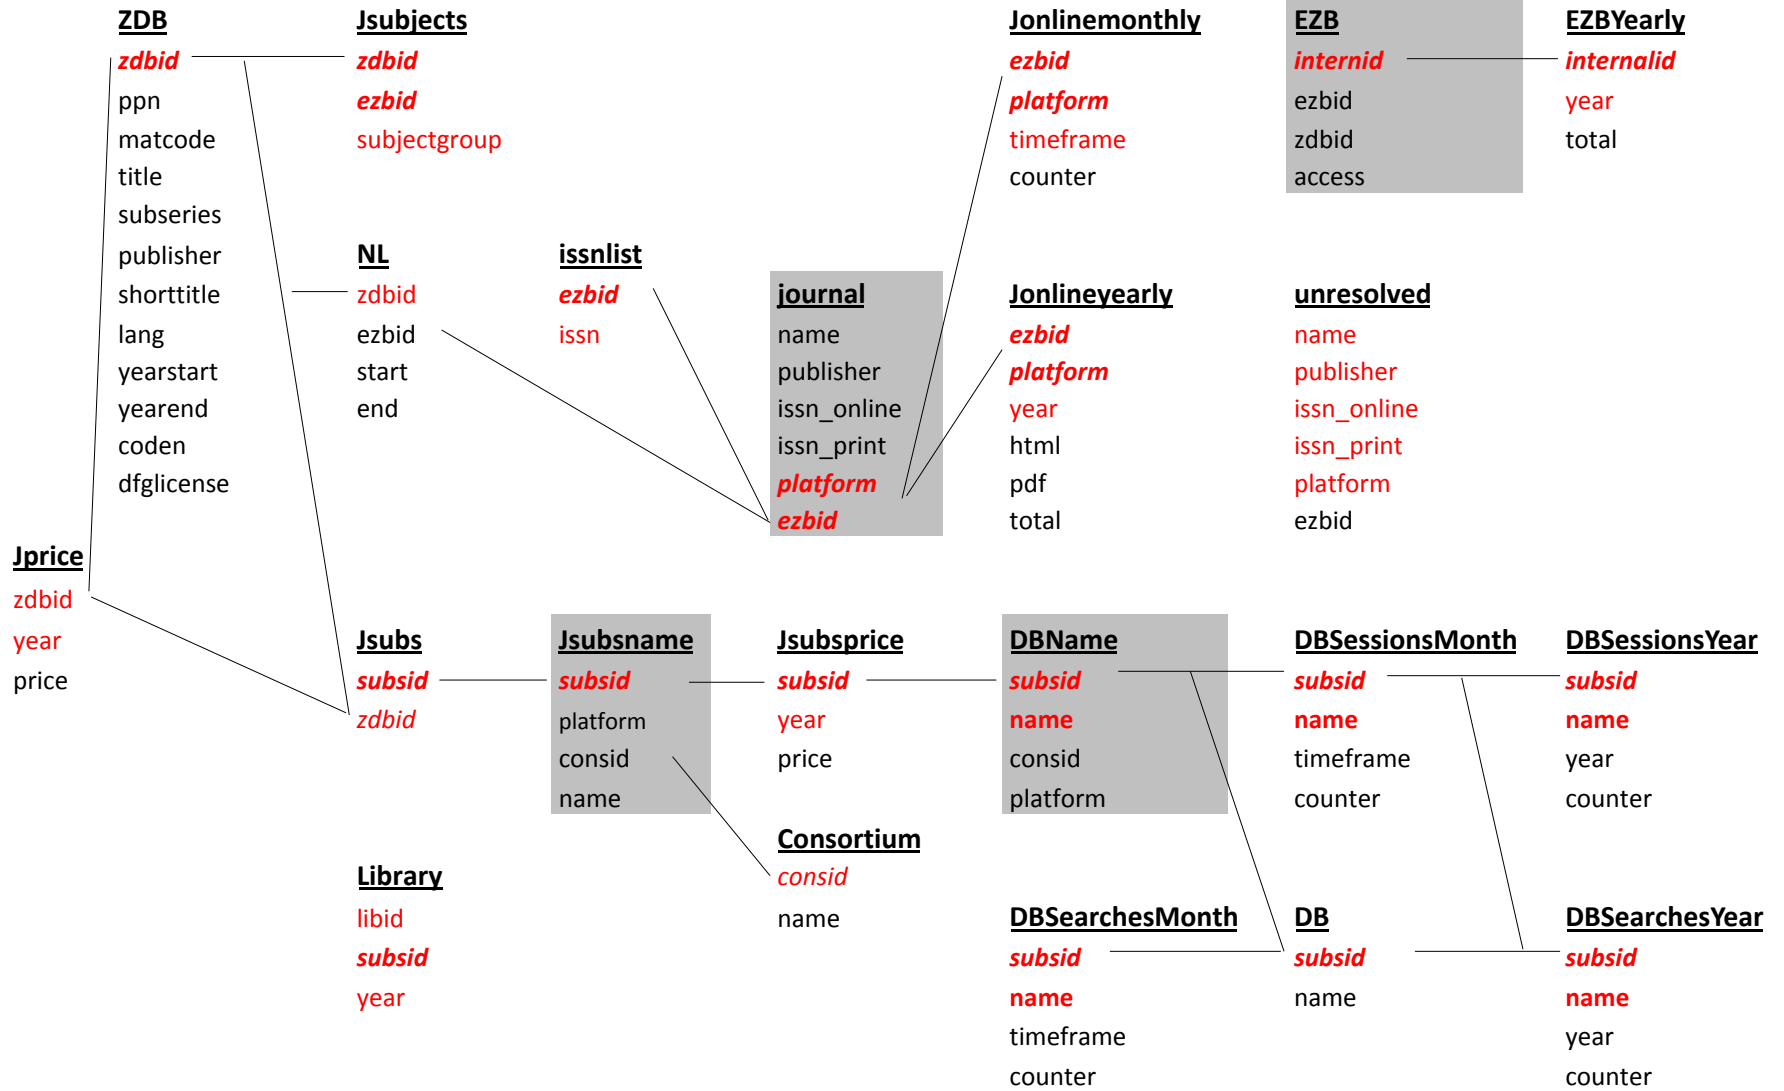 ZDB
zdbid
ppn
matcode
title
subseries
publisher
shorttitle
lang
yearstart
yearend
coden
dfglicense
Jsubjects
zdbid
ezbid
subjectgroup
NL
zdbid
ezbid
start
end
issnlist
ezbid
issn
journal
name
publisher
issn_online
issn_print
platform
ezbid
Jonlinemonthly
ezbid
platform
timeframe
counter
EZB
internid
ezbid
zdbid
access
EZBYearly
internalid
year
total
Jonlineyearly
ezbid
platform
year
html
pdf
total
unresolved
name
publisher
issn_online
issn_print
platform
ezbid
Jprice
zdbid
year
price
Jsubs
subsid
zdbid
Jsubsname
subsid
platform
consid
name
Jsubsprice
subsid
year
price
DBName
subsid
name
consid
platform
DBSessionsMonth
subsid
name
timeframe
counter
DBSessionsYear
subsid
name
year
counter
Library
libid
subsid
year
Consortium
consid
name
DBSearchesMonth
subsid
name
timeframe
counter
DB
subsid
name
DBSearchesYear
subsid
name
year
counter